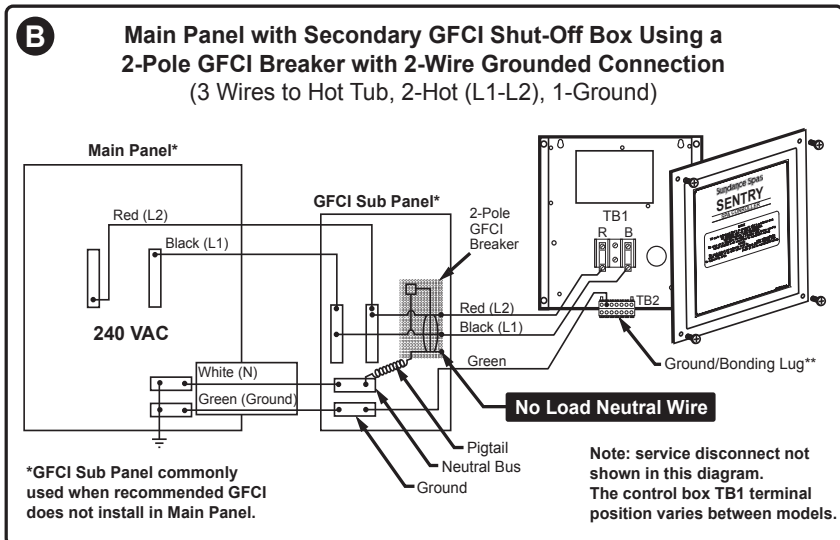 B
Main Panel with Secondary GFCI Shut-Off Box Using a
2-Pole GFCI Breaker with 2-Wire Grounded Connection
(3 Wires to Hot Tub, 2-Hot (L1-L2), 1-Ground)
Main Panel*
Red (L2)
Black (L1)
240 VAC
White (N)
Green (Ground)
GFCI Sub Panel*
2-Pole
GFCI
Breaker
TB1
R B
TB2
Sundance Spas
SENTRY
SPA CONTROLLER
Red (L2)
Black (L1)
Green
Ground/Bonding Lug**
No Load Neutral Wire
Pigtail
Neutral Bus
Ground
*GFCI Sub Panel commonly
used when recommended GFCI
does not install in Main Panel.
Note: service disconnect not
shown in this diagram.
The control box TB1 terminal
position varies between models.